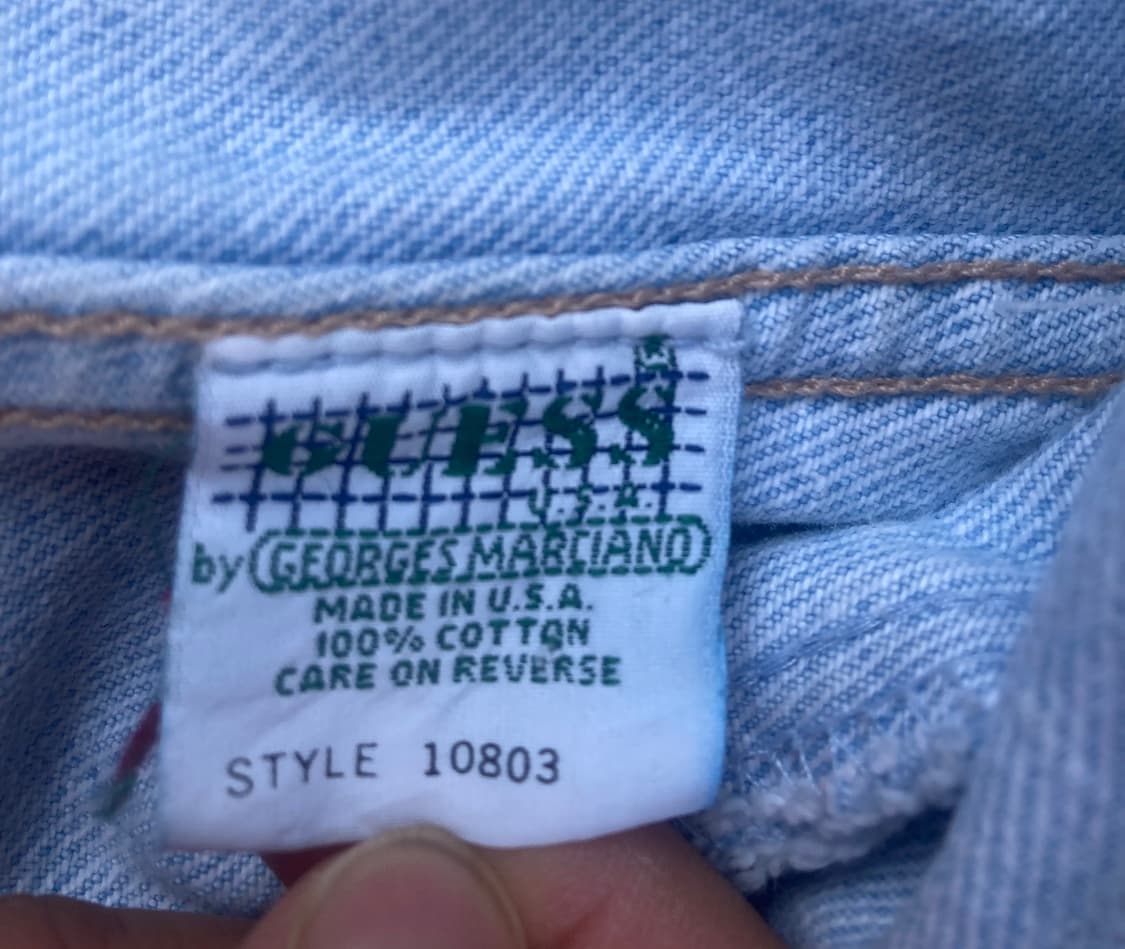 GUESS
U.S.A.
by GEORGES MARCIANO
MADE IN U.S.A.
100% COTTON
CARE ON REVERSE
STYLE 10803